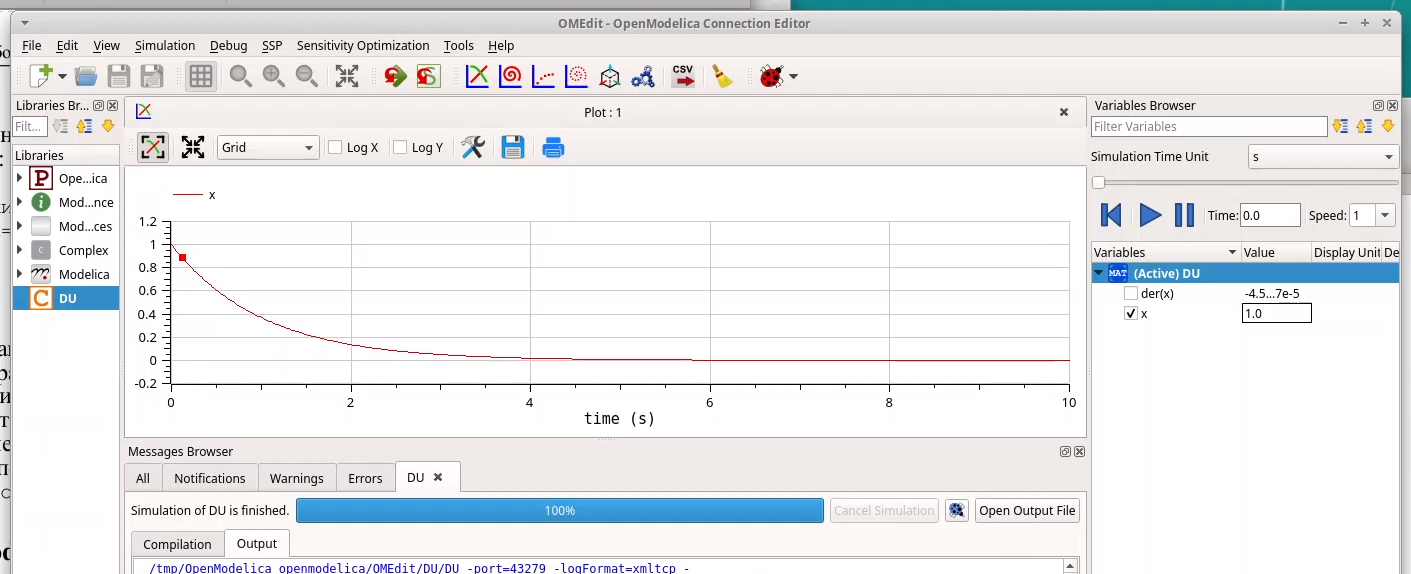 OMEdit - OpenModelica Connection Editor
File Edit View Simulation Debug SSP Sensitivity Optimization Tools Help
CSV
Libraries Br...
Filt...
Libraries
P Ope...ica
i Mod...nce
Mod...ces
C Complex
Modelica
C DU
Plot : 1
Grid Log X Log Y
x
1.2
1
0.8
0.6
0.4
0.2
0
-0.2
0 2 4 6 8 10
time (s)
Messages Browser
All Notifications Warnings Errors DU
Simulation of DU is finished. 100% Cancel Simulation Open Output File
Compilation Output
/tmp/OpenModelica_openmodelica/OMEdit/DU/DU -port=43279 -logFormat=xmltcp -
Variables Browser
Filter Variables
Simulation Time Unit s
Time: 0.0 Speed: 1
Variables Value Display Unit De
MAT (Active) DU
der(x) -4.5...7e-5
x 1.0